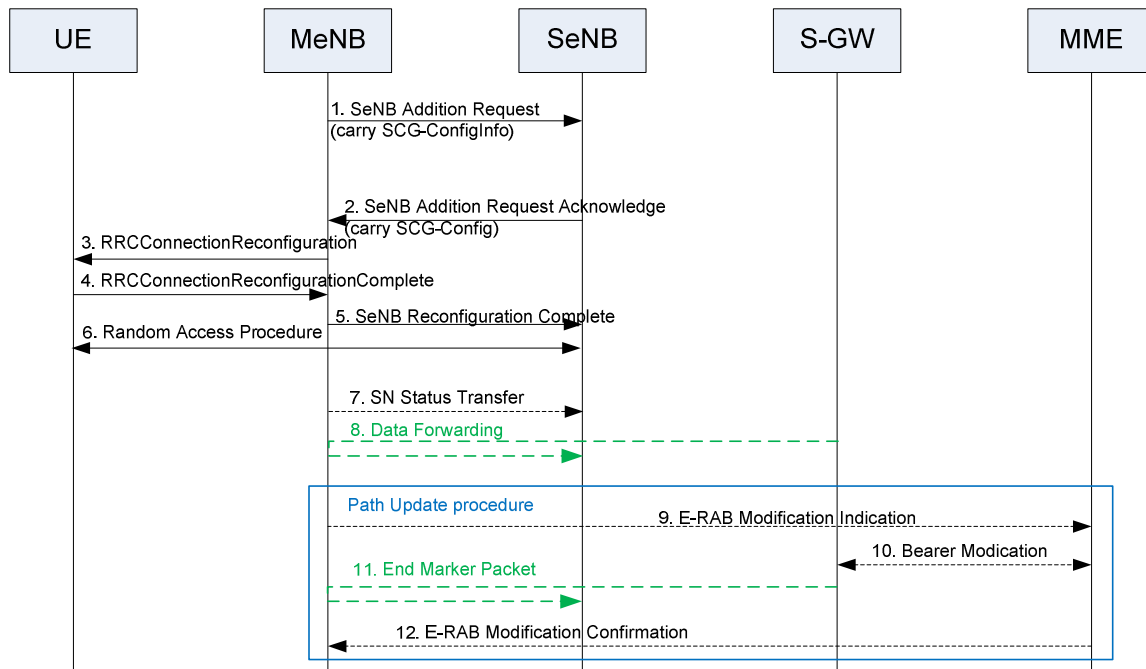 UE
MeNB
SeNB
S-GW
MME
1. SeNB Addition Request
(carry SCG-ConfigInfo)
2. SeNB Addition Request Acknowledge
(carry SCG-Config)
3. RRCConnectionReconfiguration
4. RRCConnectionReconfigurationComplete
5. SeNB Reconfiguration Complete
6. Random Access Procedure
7. SN Status Transfer
8. Data Forwarding
Path Update procedure
9. E-RAB Modification Indication
10. Bearer Modication
11. End Marker Packet
12. E-RAB Modification Confirmation